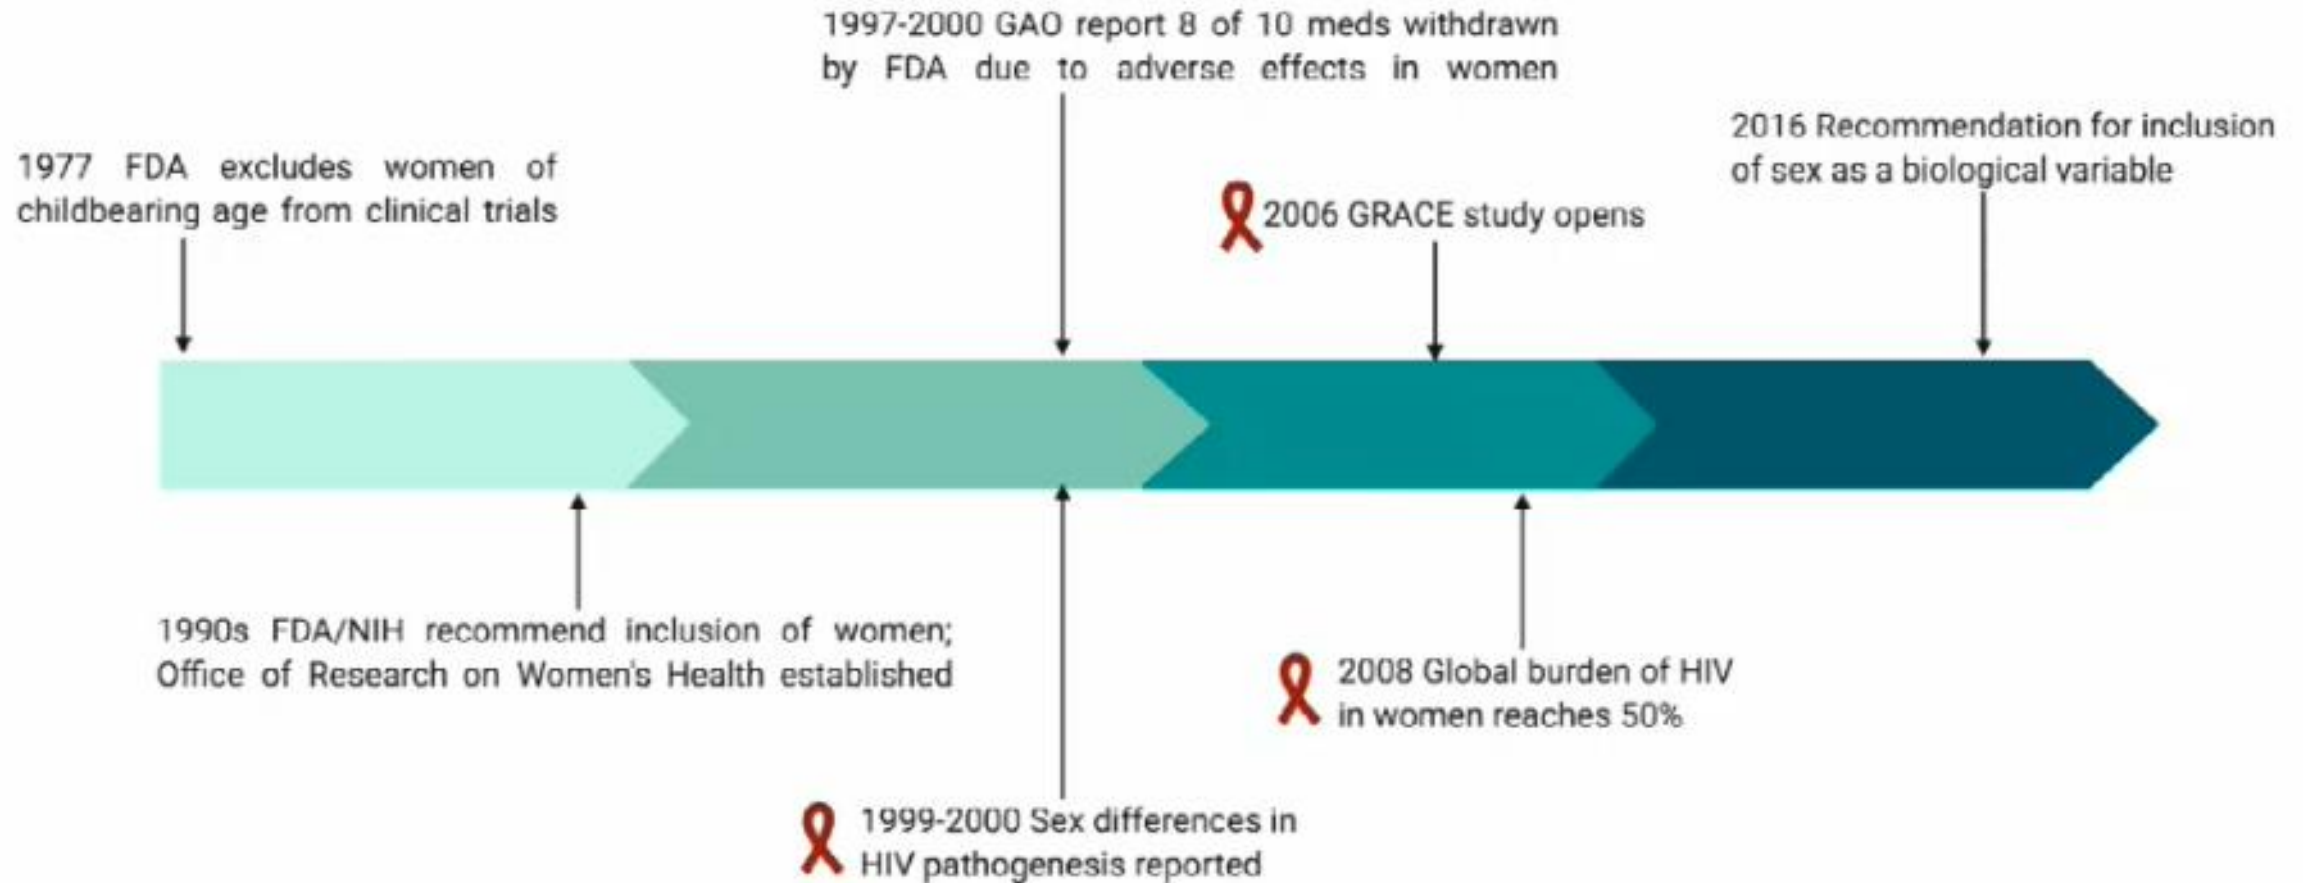 1997-2000 GAO report 8 of 10 meds withdrawn
by FDA due to adverse effects in women
2016 Recommendation for inclusion
of sex as a biological variable
1977 FDA excludes women of
childbearing age from clinical trials
2006 GRACE study opens
1990s FDA/NIH recommend inclusion of women;
Office of Research on Women's Health established
2008 Global burden of HIV
in women reaches 50%
1999-2000 Sex differences in
HIV pathogenesis reported